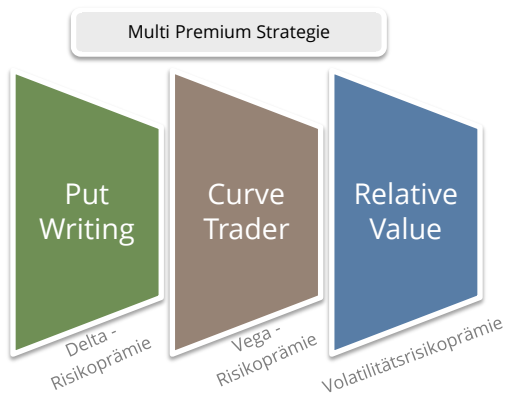 Multi Premium Strategie
Put
Writing
Curve
Trader
Relative
Value
Delta -
Risikoprämie
Vega -
Risikoprämie
Volatilitätsrisikoprämie